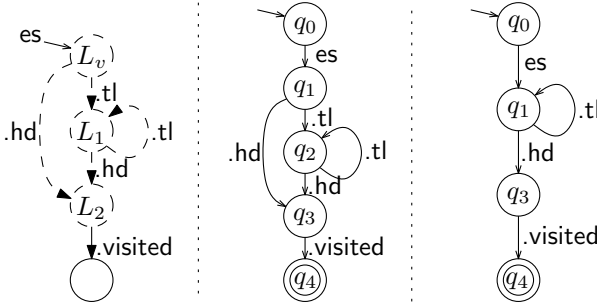 es
L_v
.tl
L_1
.hd
.tl
.hd
L_2
.visited
q_0
es
q_1
.tl
.hd
q_2
.tl
.hd
q_3
.visited
q_4
q_0
es
q_1
.tl
.hd
q_3
.visited
q_4